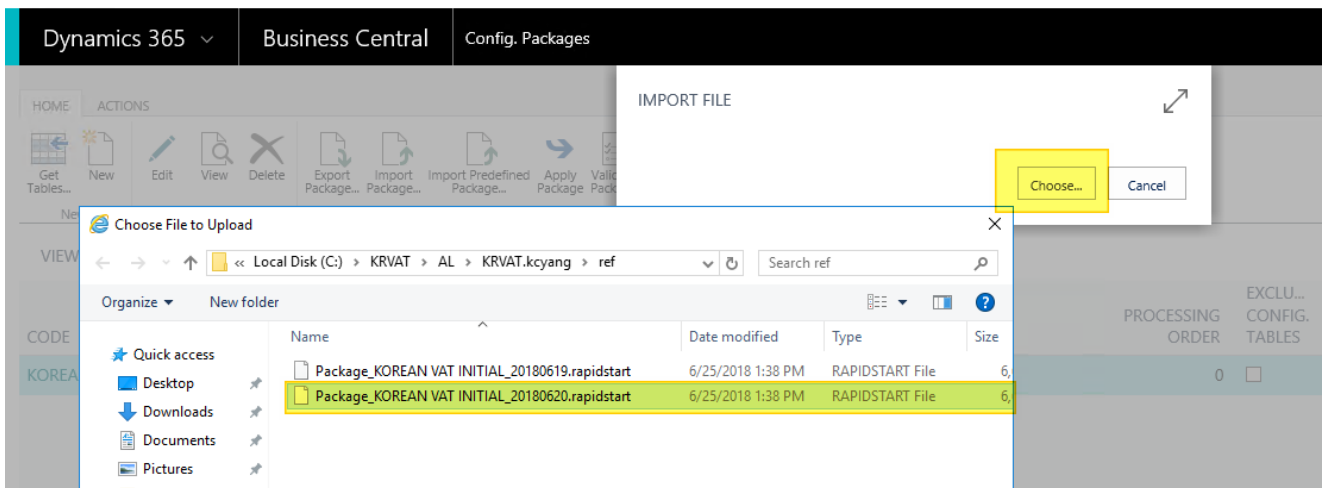 Dynamics 365 Business Central Config. Packages
IMPORT FILE
HOME ACTIONS
Get Tables... New Edit View Delete Export Package... Import Package... Import Predefined Package... Apply Package
Choose... Cancel
Choose File to Upload
VIEW
« Local Disk (C:) > KRVAT > AL > KRVAT.kcyang > ref
Search ref
Organize New folder
CODE
PROCESSING ORDER
EXCLU... CONFIG. TABLES
Name Date modified Type Size
Quick access
Package_KOREAN VAT INITIAL_20180619.rapidstart 6/25/2018 1:38 PM RAPIDSTART File 6,
KOREA
0
Desktop
Package_KOREAN VAT INITIAL_20180620.rapidstart 6/25/2018 1:38 PM RAPIDSTART File 6,
Downloads
Documents
Pictures